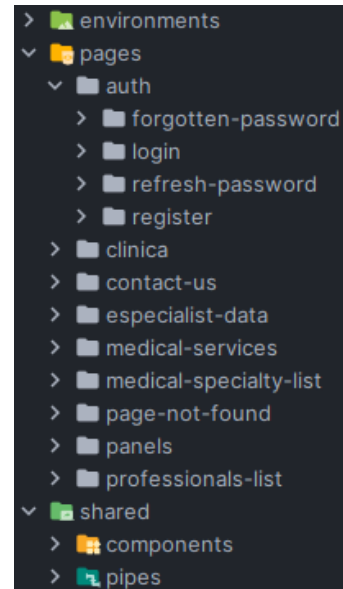 environments
pages
auth
forgotten-password
login
refresh-password
register
clinica
contact-us
especialist-data
medical-services
medical-specialty-list
page-not-found
panels
professionals-list
shared
components
pipes